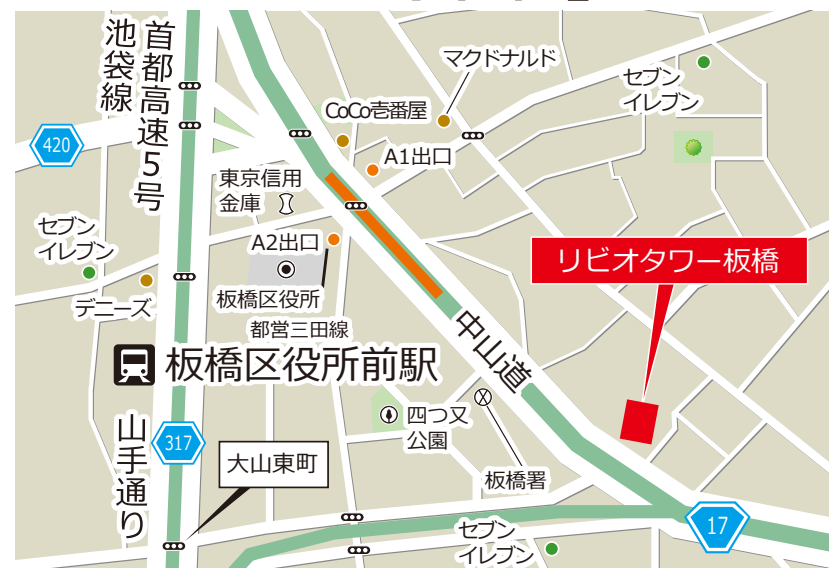 首都高速5号
池袋線
マクドナルド
セブン
イレブン
CoCo壱番屋
420
A1出口
東京信用
金庫
セブン
イレブン
A2出口
リビオタワー板橋
デニーズ
板橋区役所
都営三田線
中山道
板橋区役所前駅
四つ又
公園
山手通り
317
大山東町
板橋署
17
セブン
イレブン